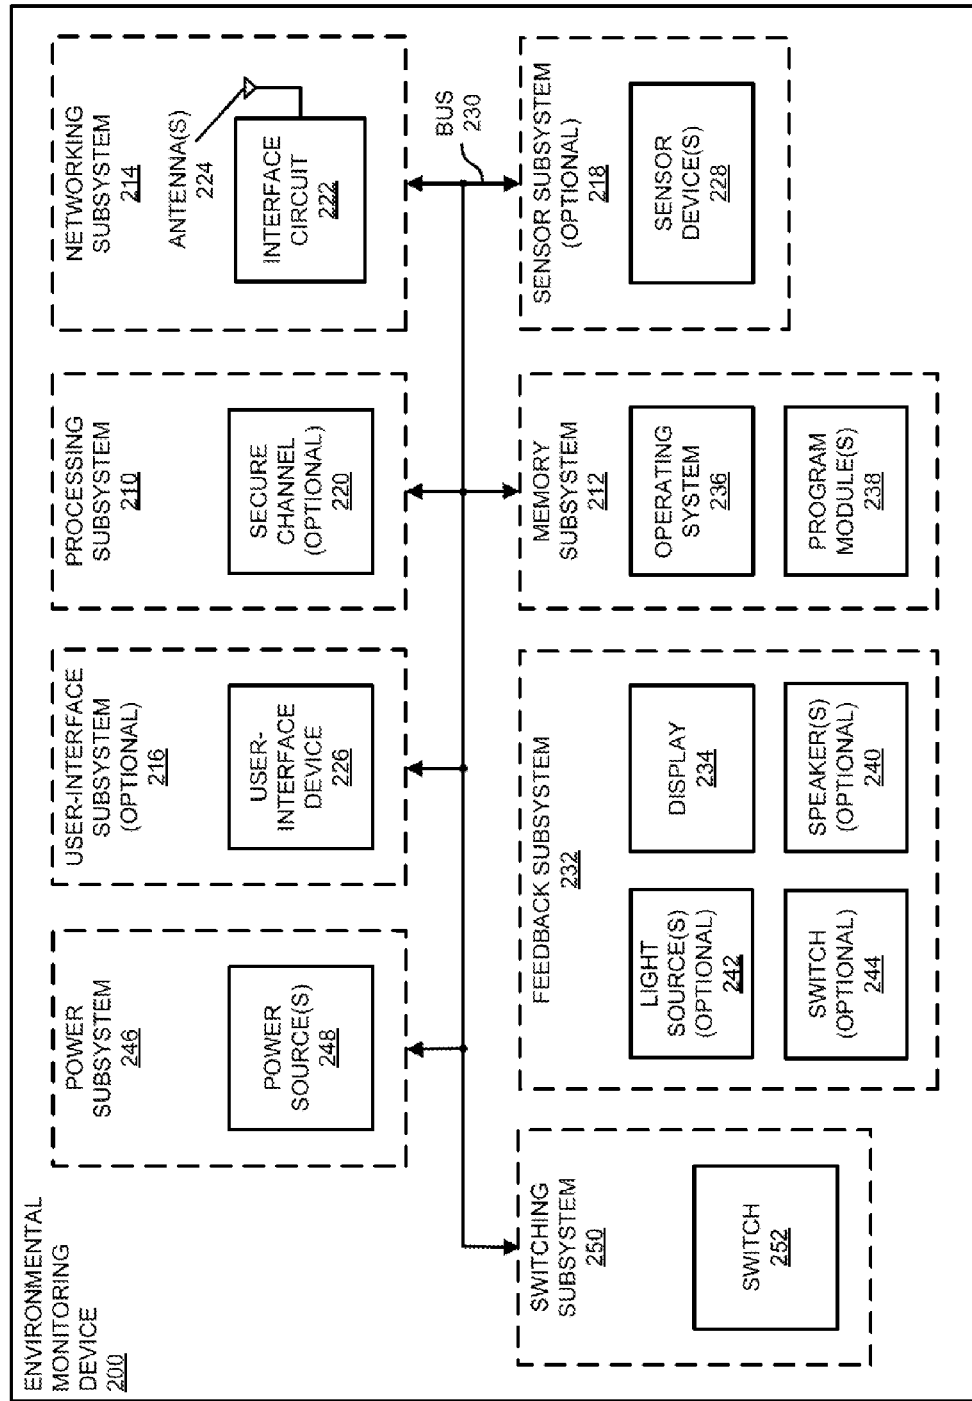 ENVIRONMENTAL
MONITORING
DEVICE
200
POWER
SUBSYSTEM
246
POWER
SOURCE(S)
248
USER-INTERFACE
SUBSYSTEM
(OPTIONAL)
216
USER-
INTERFACE
DEVICE
226
PROCESSING
SUBSYSTEM
210
SECURE
CHANNEL
(OPTIONAL)
220
NETWORKING
SUBSYSTEM
214
ANTENNA(S)
224
INTERFACE
CIRCUIT
222
BUS
230
SWITCHING
SUBSYSTEM
250
SWITCH
252
FEEDBACK SUBSYSTEM
232
LIGHT
SOURCE(S)
(OPTIONAL)
242
DISPLAY
234
SWITCH
(OPTIONAL)
244
SPEAKER(S)
(OPTIONAL)
240
MEMORY
SUBSYSTEM
212
OPERATING
SYSTEM
236
PROGRAM
MODULE(S)
238
SENSOR SUBSYSTEM
(OPTIONAL)
218
SENSOR
DEVICE(S)
228